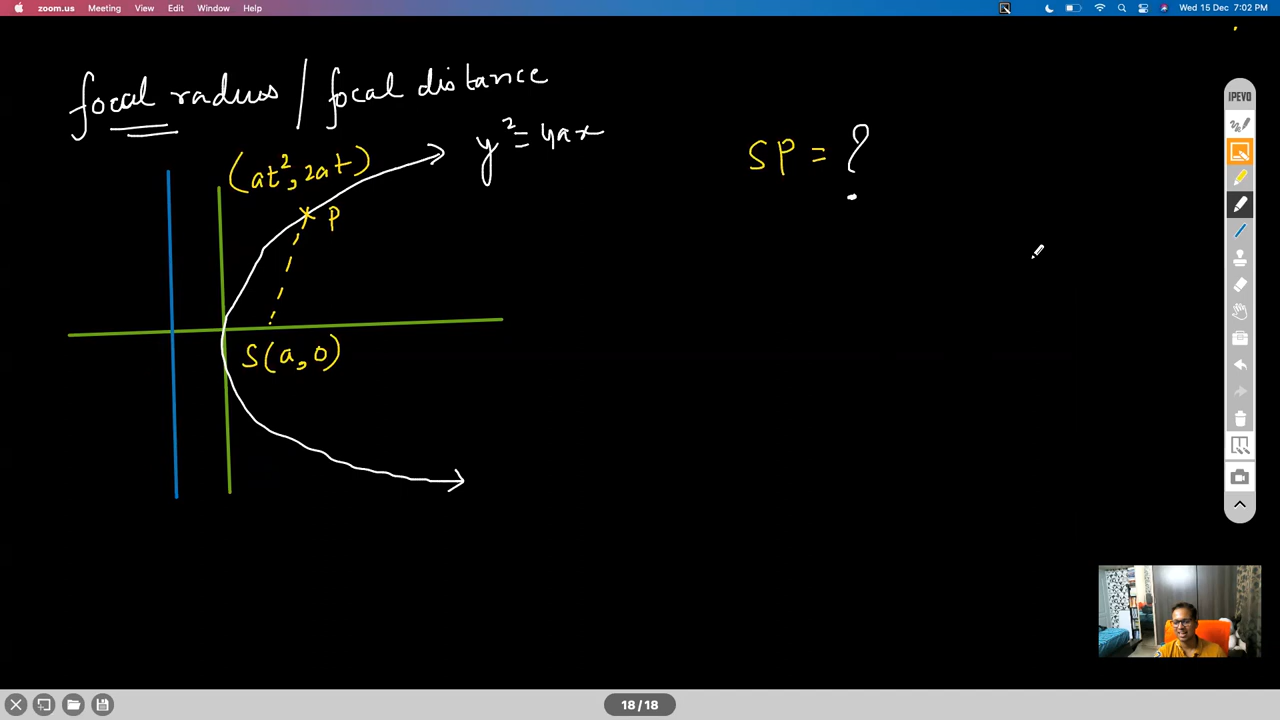 zoom.us Meeting View Edit Window Help Wed 15 Dec 7:02 PM
focal radius / focal distance
y² = 4ax
SP = ?
(at², 2at)
P
S(a, 0)
IPEVO
18 / 18